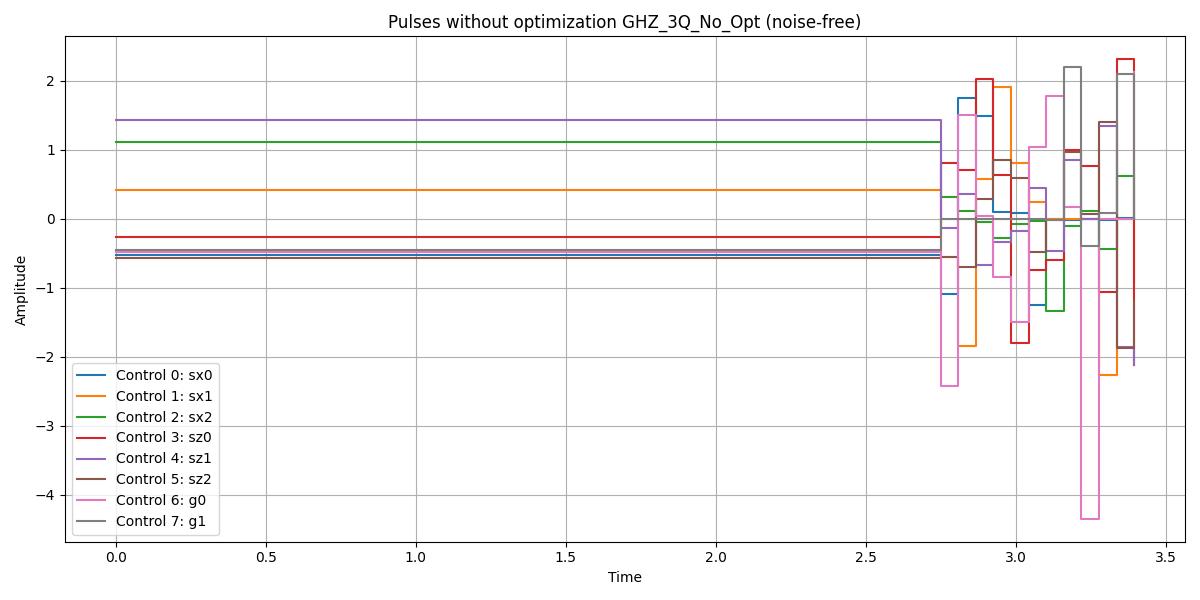 Pulses without optimization GHZ_3Q_No_Opt (noise-free)
Amplitude
2
1
0
−1
−2
−3
−4
Control 0: sx0
Control 1: sx1
Control 2: sx2
Control 3: sz0
Control 4: sz1
Control 5: sz2
Control 6: g0
Control 7: g1
0.0 0.5 1.0 1.5 2.0 2.5 3.0 3.5
Time